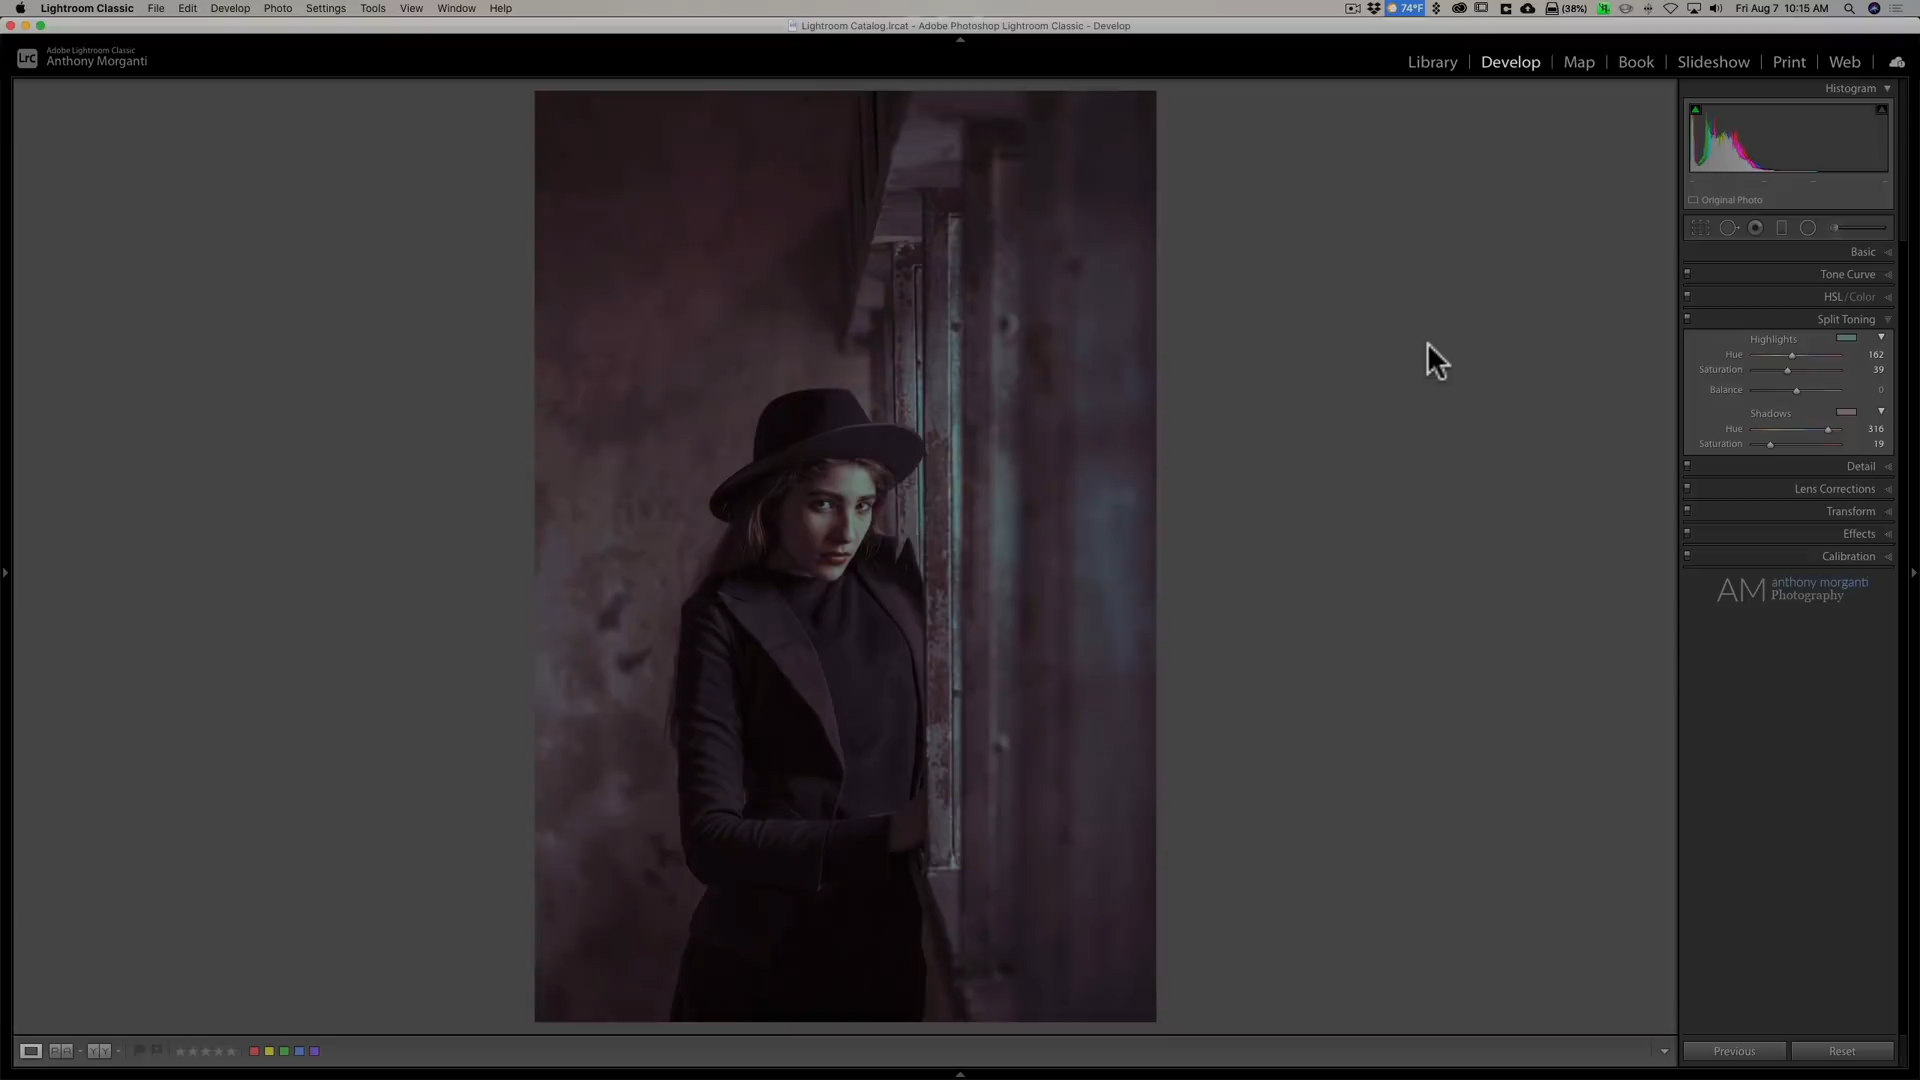 Lightroom Classic File Edit Develop Photo Settings Tools View Window Help
74°F (38%) Fri Aug 7 10:15 AM
Lightroom Catalog.lrcat - Adobe Photoshop Lightroom Classic - Develop
LrC
Adobe Lightroom Classic
Anthony Morganti
Library | Develop | Map | Book | Slideshow | Print | Web
Histogram
Original Photo
Basic
Tone Curve
HSL / Color
Split Toning
Highlights
Hue 162
Saturation 39
Balance 0
Shadows
Hue 316
Saturation 19
Detail
Lens Corrections
Transform
Effects
Calibration
AM anthony morganti
Photography
R A Y Y
Previous Reset